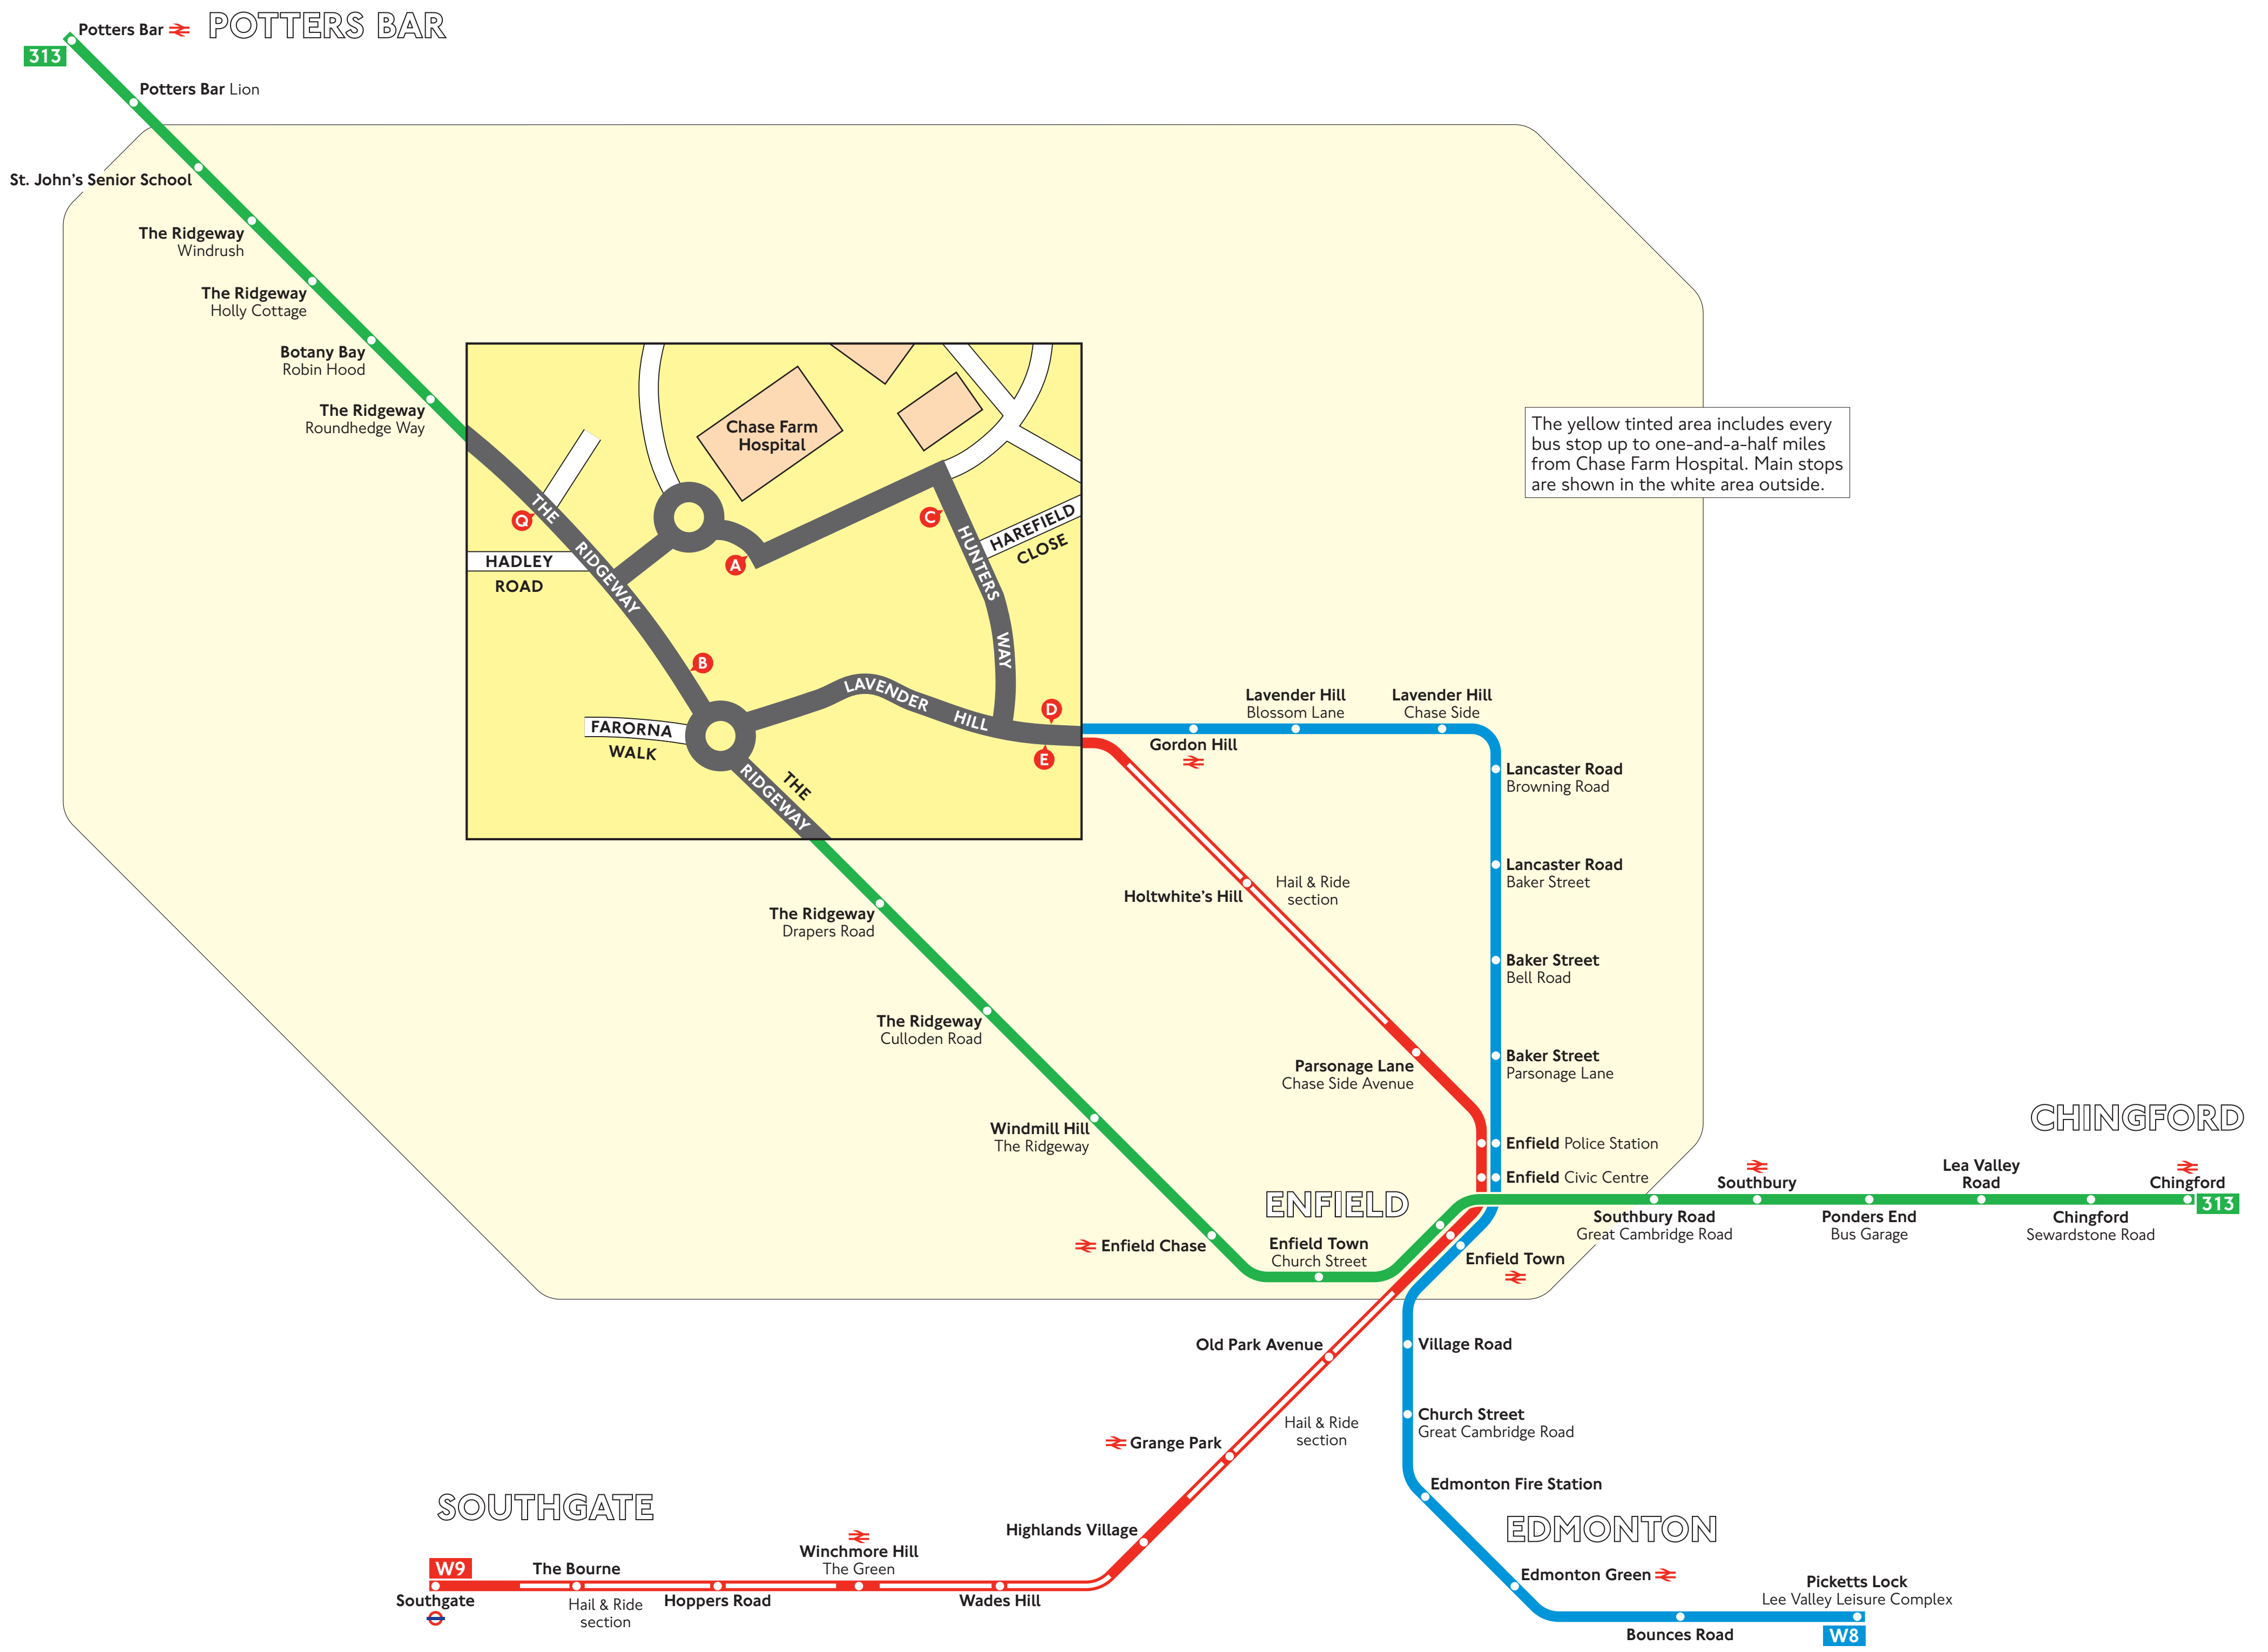 POTTERS BAR
Potters Bar
313
Potters Bar Lion
St. John's Senior School
The Ridgeway
Windrush
The Ridgeway
Holly Cottage
Botany Bay
Robin Hood
The Ridgeway
Roundhedge Way
Chase Farm
Hospital
The yellow tinted area includes every
bus stop up to one-and-a-half miles
from Chase Farm Hospital. Main stops
are shown in the white area outside.
Q
THE
RIDGEWAY
HADLEY
ROAD
A
C
HUNTERS
WAY
HAREFIELD
CLOSE
B
LAVENDER
HILL
D
E
FARORNA
WALK
THE
RIDGEWAY
Gordon Hill
Lavender Hill
Blossom Lane
Lavender Hill
Chase Side
Lancaster Road
Browning Road
Lancaster Road
Baker Street
Baker Street
Bell Road
Baker Street
Parsonage Lane
Holtwhite's Hill
Hail & Ride
section
Parsonage Lane
Chase Side Avenue
The Ridgeway
Drapers Road
The Ridgeway
Culloden Road
Windmill Hill
The Ridgeway
Enfield Police Station
Enfield Civic Centre
CHINGFORD
ENFIELD
Enfield Chase
Enfield Town
Church Street
Enfield Town
Southbury Road
Great Cambridge Road
Southbury
Ponders End
Bus Garage
Lea Valley
Road
Chingford
Sewardstone Road
Chingford
313
Old Park Avenue
Village Road
Church Street
Great Cambridge Road
Hail & Ride
section
Grange Park
Edmonton Fire Station
SOUTHGATE
EDMONTON
Highlands Village
W9
Southgate
The Bourne
Hail & Ride
section
Hoppers Road
Winchmore Hill
The Green
Wades Hill
Edmonton Green
Picketts Lock
Lee Valley Leisure Complex
Bounces Road
W8